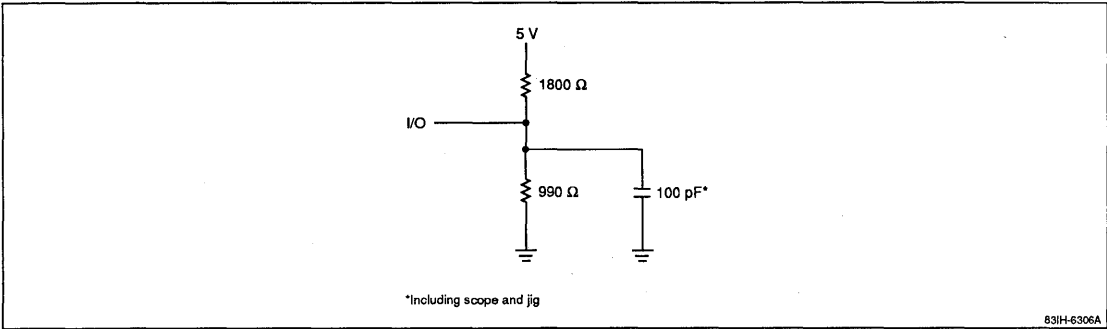 5 V
1800 Ω
I/O
990 Ω
100 pF*
*Including scope and jig
83IH-6306A